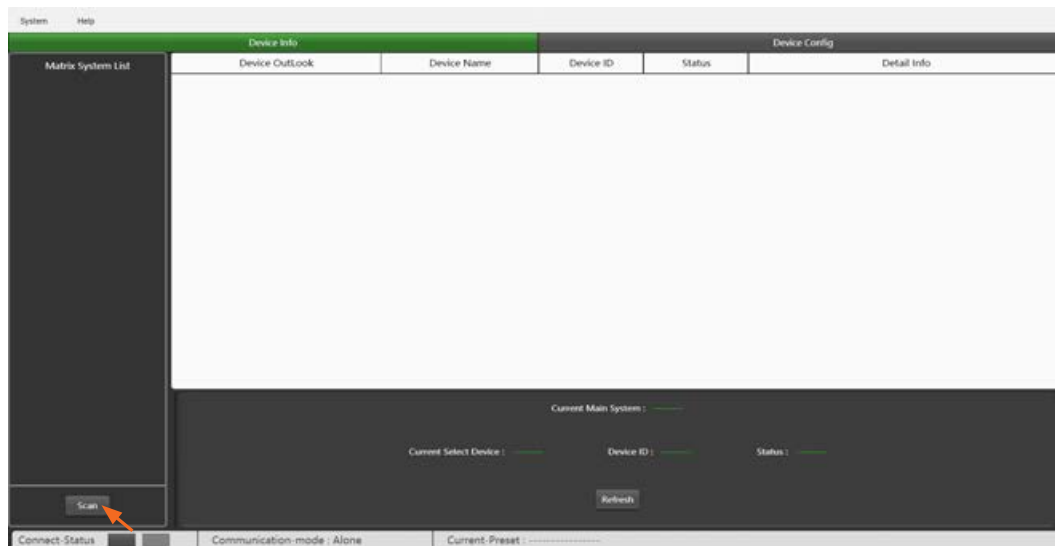 System Help
Device Info Device Config
Matrix System List Device OutLook Device Name Device ID Status Detail Info
Current Main System : --------
Current Select Device : -------- Device ID : -------- Status : --------
Scan Refresh
Connect-Status Communication-mode : Alone Current-Preset : ----------------